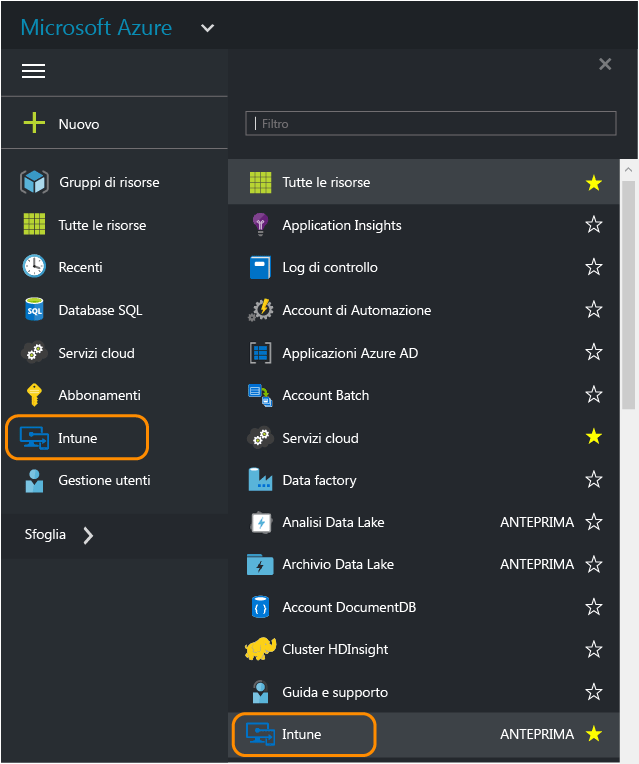 Microsoft Azure
Nuovo
Gruppi di risorse
Tutte le risorse
Recenti
SQL
Database SQL
Servizi cloud
Abbonamenti
Intune
Gestione utenti
Sfoglia
Filtro
Tutte le risorse
Application Insights
Log di controllo
Account di Automazione
Applicazioni Azure AD
Account Batch
Servizi cloud
Data factory
Analisi Data Lake ANTEPRIMA
Archivio Data Lake ANTEPRIMA
Account DocumentDB
Cluster HDInsight
Guida e supporto
Intune ANTEPRIMA